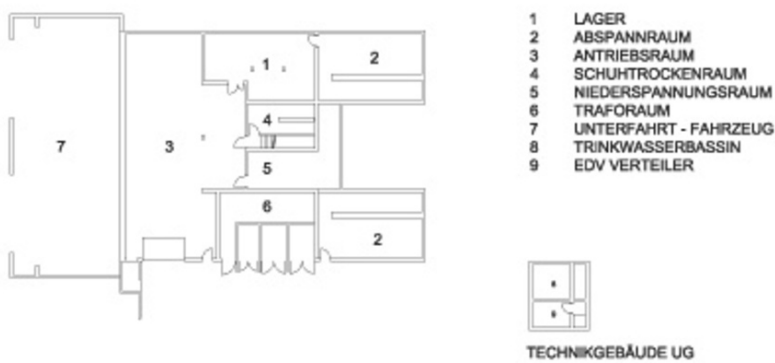 1 LAGER
2 ABSPANNRAUM
3 ANTRIEBSRAUM
4 SCHUHTROCKENRAUM
5 NIEDERSPANNUNGSRAUM
6 TRAFORAUM
7 UNTERFAHRT - FAHRZEUG
8 TRINKWASSERBASSIN
9 EDV VERTEILER
1
2
4
7
3
5
6
2
8
9
TECHNIKGEBÄUDE UG